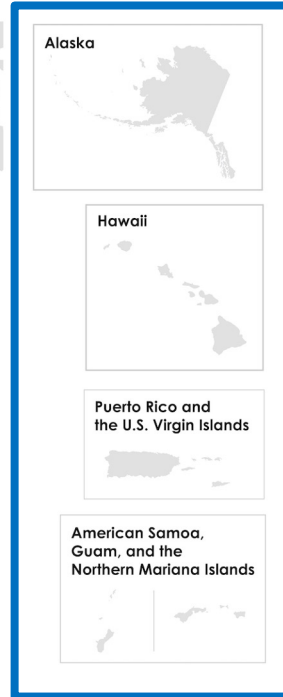 Alaska
Hawaii
Puerto Rico and
the U.S. Virgin Islands
American Samoa,
Guam, and the
Northern Mariana Islands